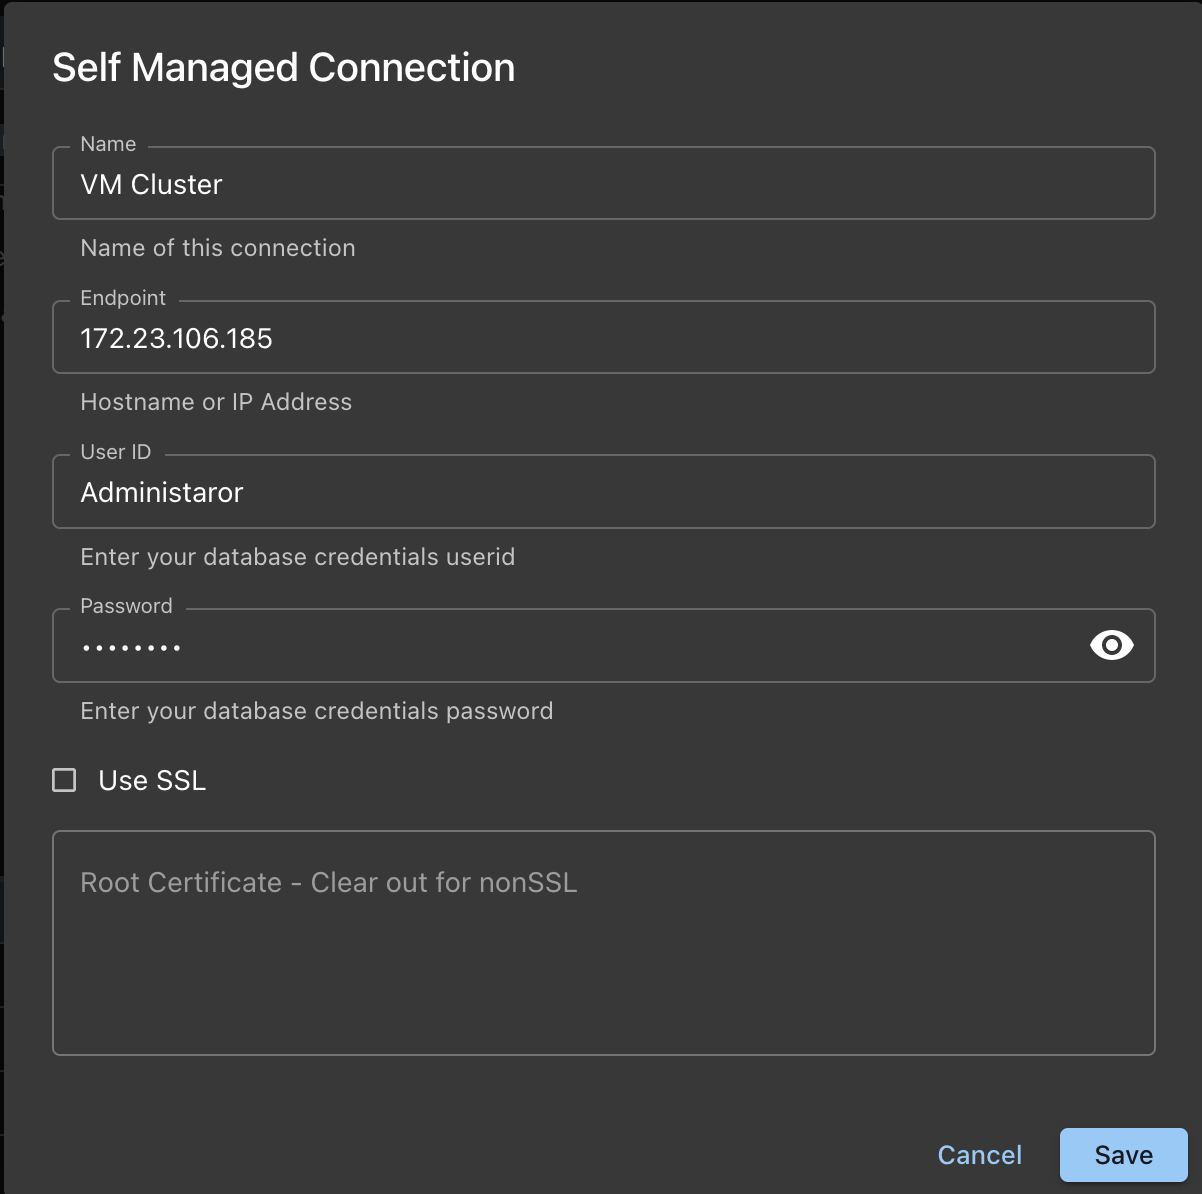 Self Managed Connection
Name
VM Cluster
Name of this connection
Endpoint
172.23.106.185
Hostname or IP Address
User ID
Administaror
Enter your database credentials userid
Password
••••••••
Enter your database credentials password
Use SSL
Root Certificate - Clear out for nonSSL
Cancel
Save